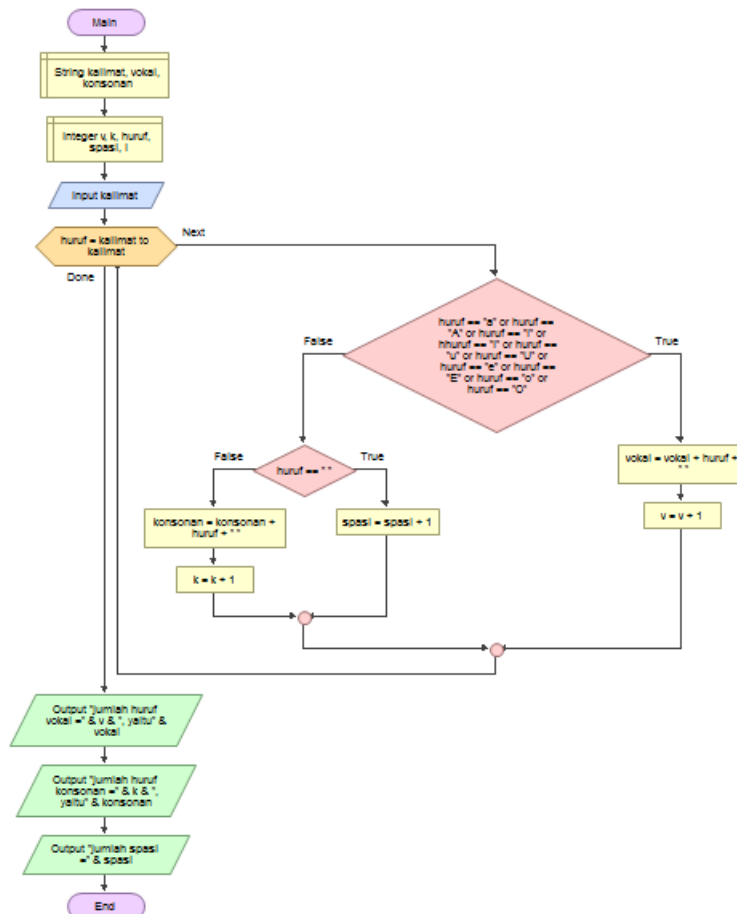 Main
String kalimat, vokal,
konsonan
Integer v, k, huruf,
spasi, i
Input kalimat
huruf = kalimat to
kalimat
Next
Done
huruf == "a" or huruf ==
"A" or huruf == "i" or
hhuruf == "I" or huruf ==
"u" or huruf == "U" or
huruf == "e" or huruf ==
"E" or huruf == "o" or
huruf == "O"
False
True
huruf == " "
False
True
vokal = vokal + huruf +
" "
v = v + 1
konsonan = konsonan +
huruf + " "
k = k + 1
spasi = spasi + 1
Output "jumlah huruf
vokal =" & v & ", yaitu" &
vokal
Output "jumlah huruf
konsonan =" & k & ",
yaitu" & konsonan
Output "jumlah spasi
=" & spasi
End